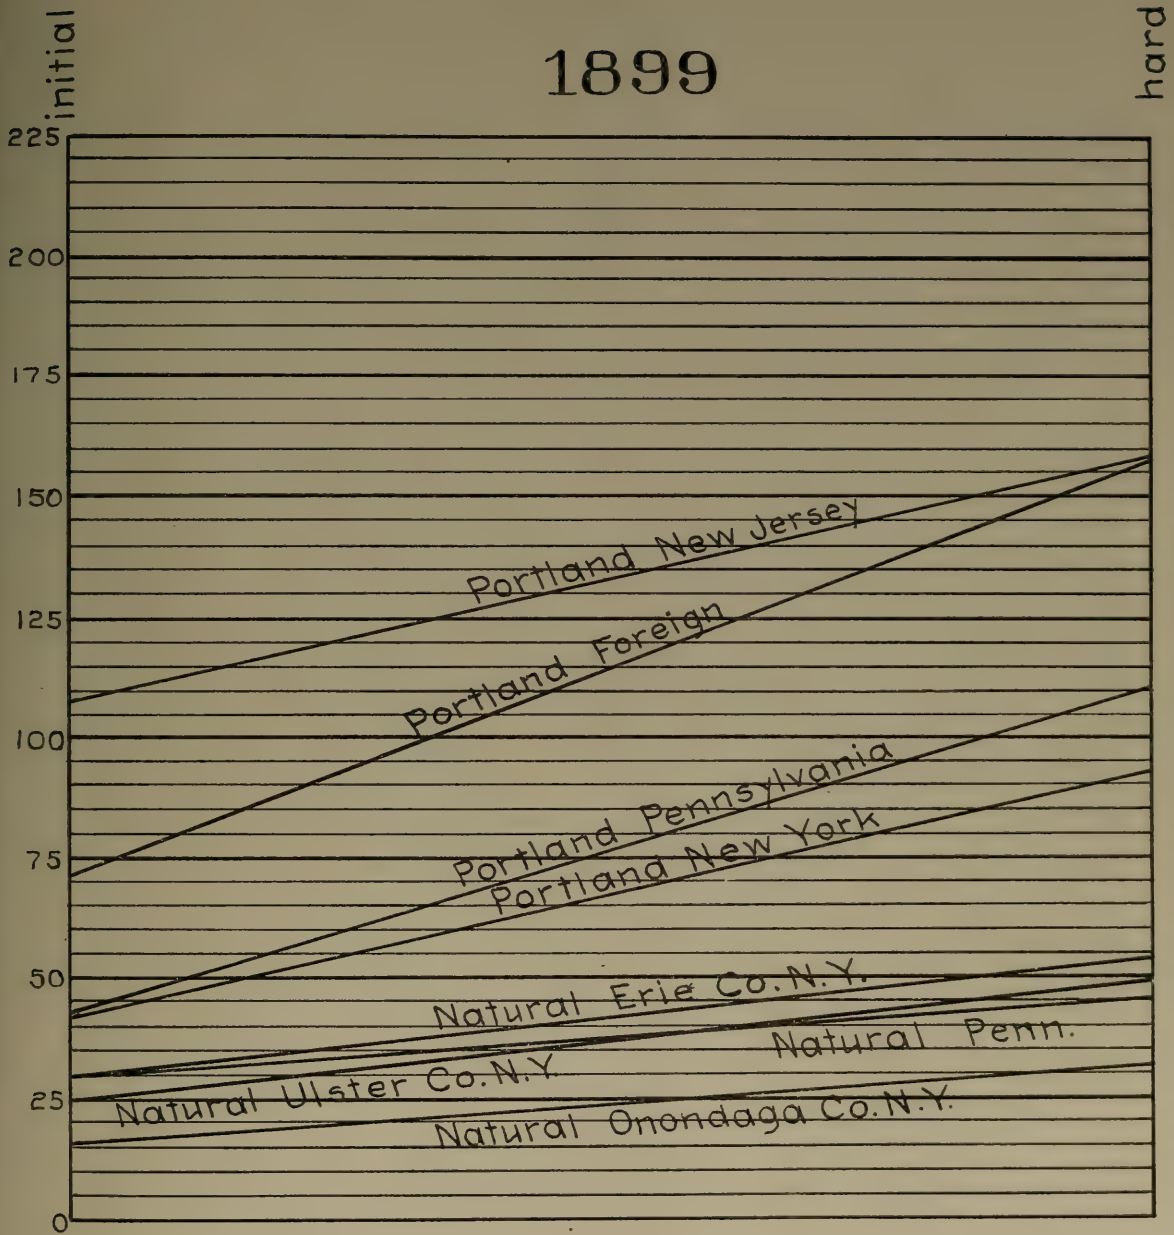 initial
1899
hard
225
200
175
150
125
100
75
50
25
0
Portland New Jersey
Portland Foreign
Portland Pennsylvania
Portland New York
Natural Erie Co. N.Y.
Natural Penn.
Natural Ulster Co. N.Y.
Natural Onondaga Co. N.Y.